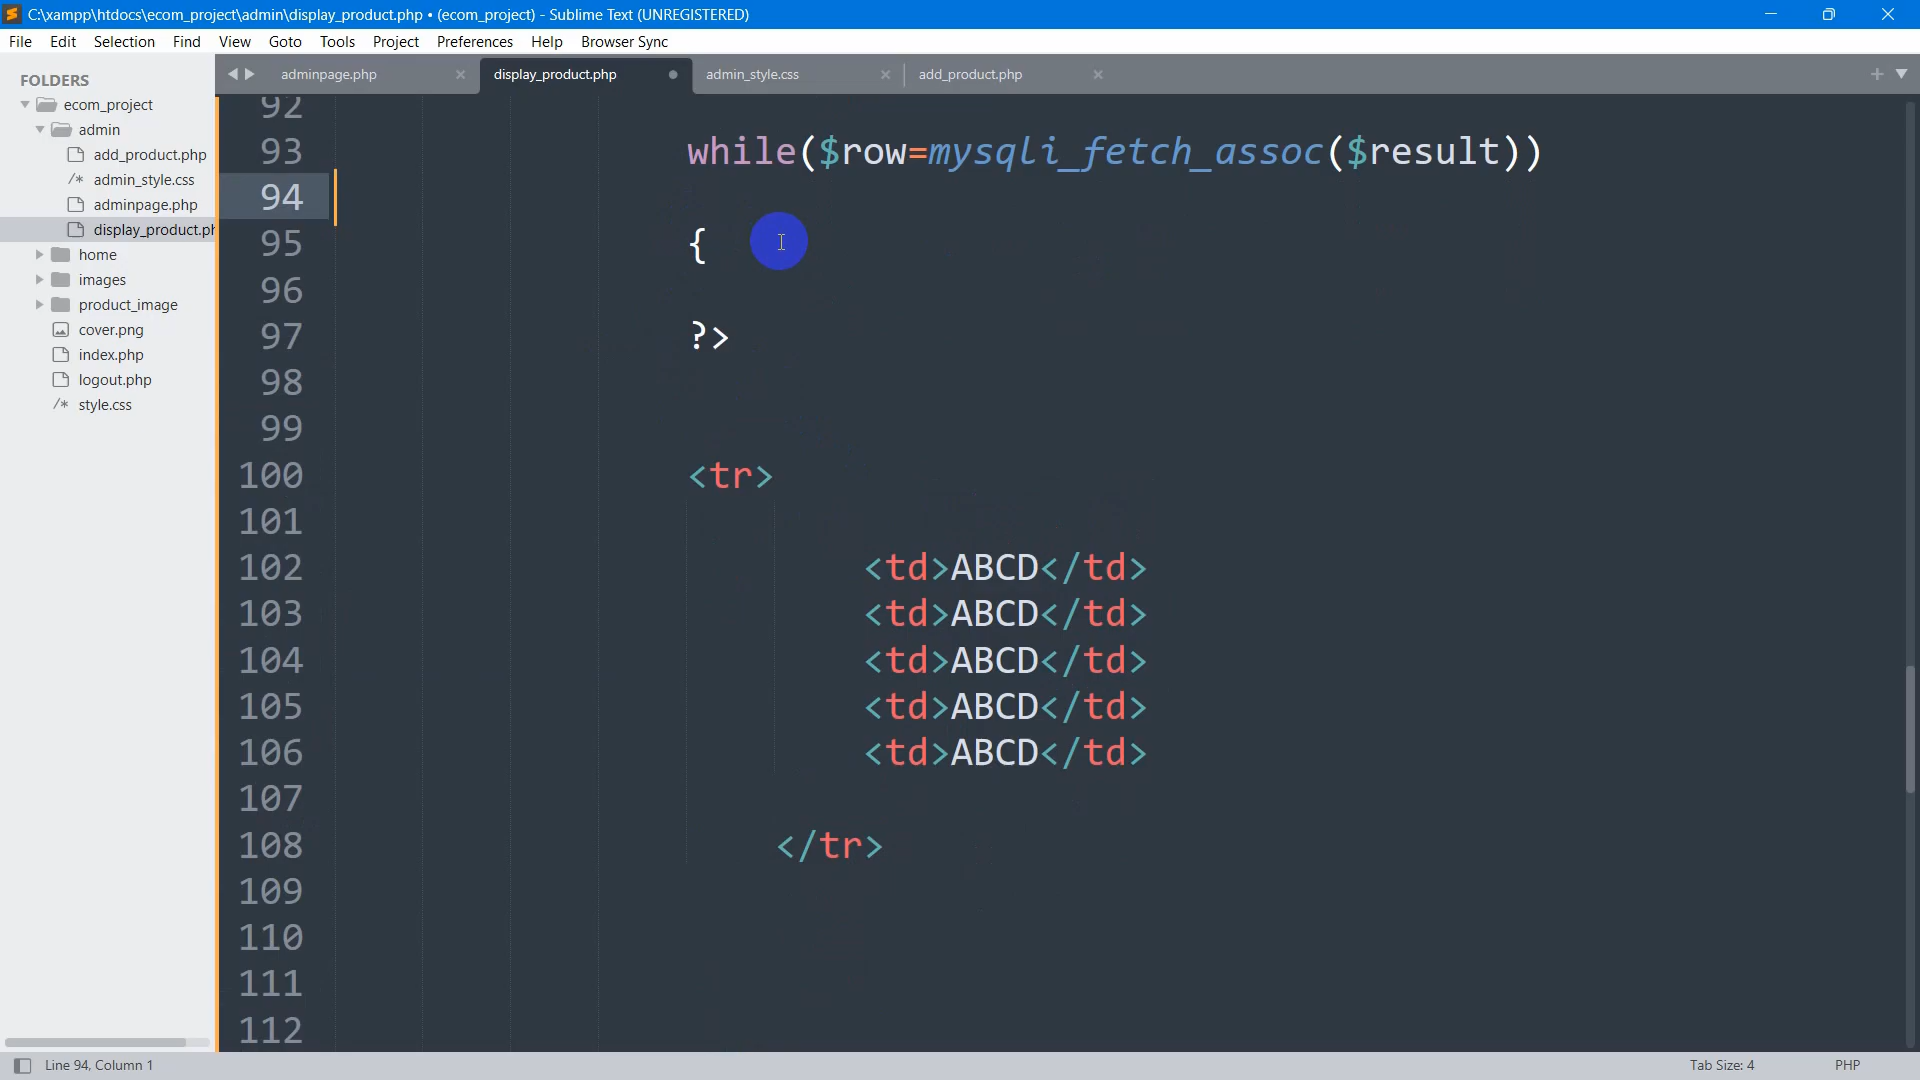 C:\xampp\htdocs\ecom_project\admin\display_product.php • (ecom_project) - Sublime Text (UNREGISTERED)
File Edit Selection Find View Goto Tools Project Preferences Help Browser Sync
FOLDERS
ecom_project
admin
add_product.php
/* admin_style.css
adminpage.php
display_product.ph
home
images
product_image
cover.png
index.php
logout.php
/* style.css
adminpage.php display_product.php admin_style.css add_product.php
92
93 while($row=mysqli_fetch_assoc($result))
94
95 {
96
97 ?>
98
99
100 <tr>
101
102 <td>ABCD</td>
103 <td>ABCD</td>
104 <td>ABCD</td>
105 <td>ABCD</td>
106 <td>ABCD</td>
107
108 </tr>
109
110
111
112
Line 94, Column 1 Tab Size: 4 PHP